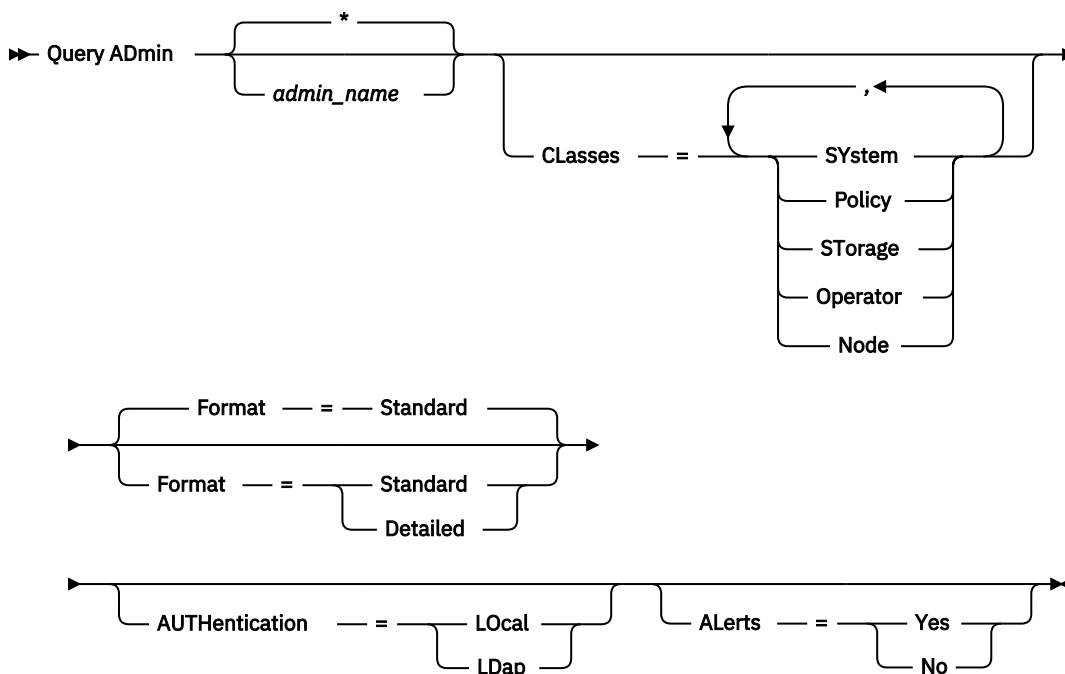 *
Query ADmin
admin_name
,
CLasses = SYstem
Policy
STorage
Operator
Node
Format = Standard
Format = Standard
Detailed
AUTHentication = LOcal
LDap
ALerts = Yes
No